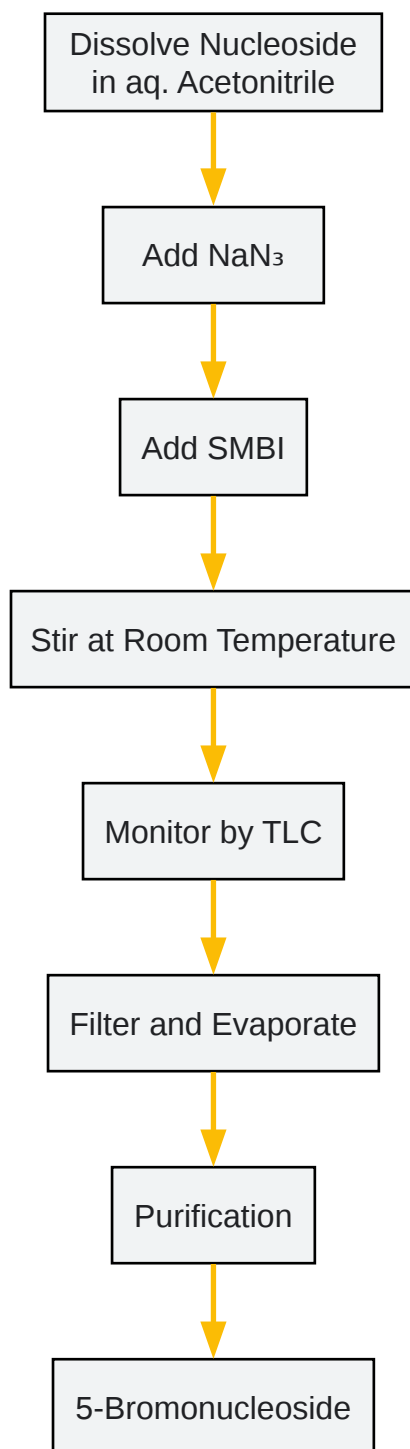 Dissolve Nucleoside
in aq. Acetonitrile
Add NaN₃
Add SMBI
Stir at Room Temperature
Monitor by TLC
Filter and Evaporate
Purification
5-Bromonucleoside